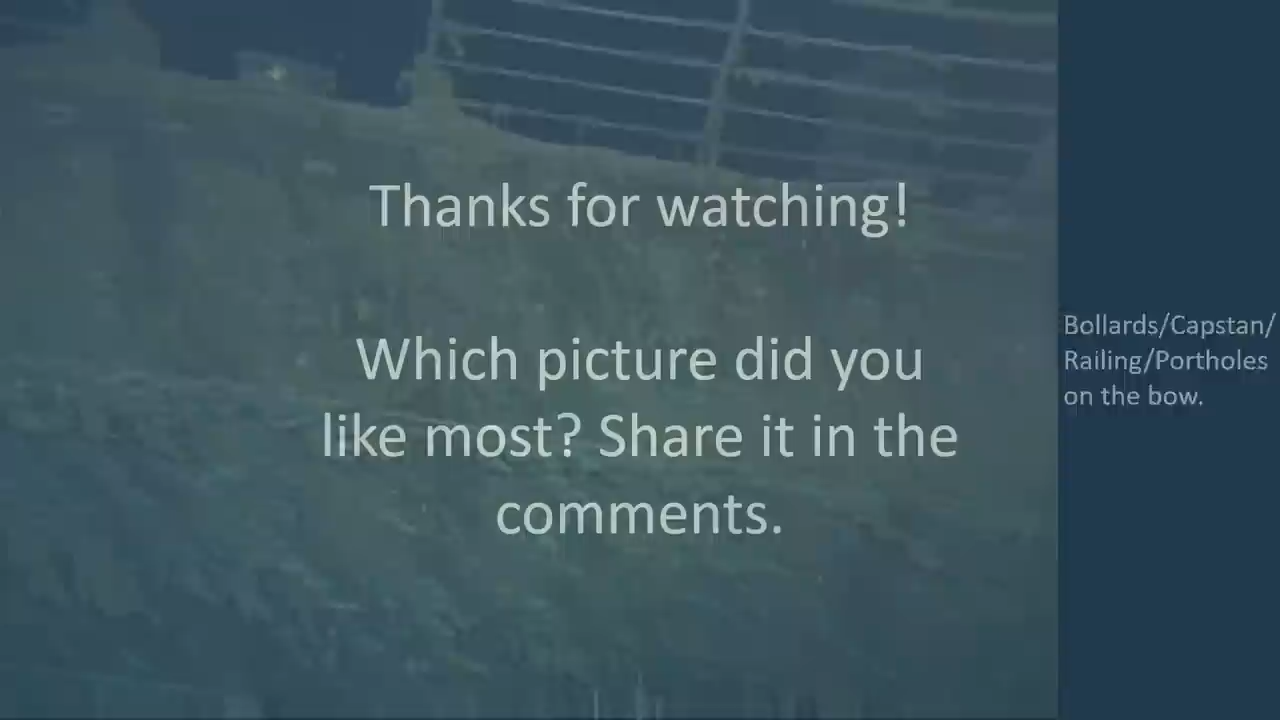 Thanks for watching!
Which picture did you
like most? Share it in the
comments.
Bollards/Capstan/
Railing/Portholes
on the bow.